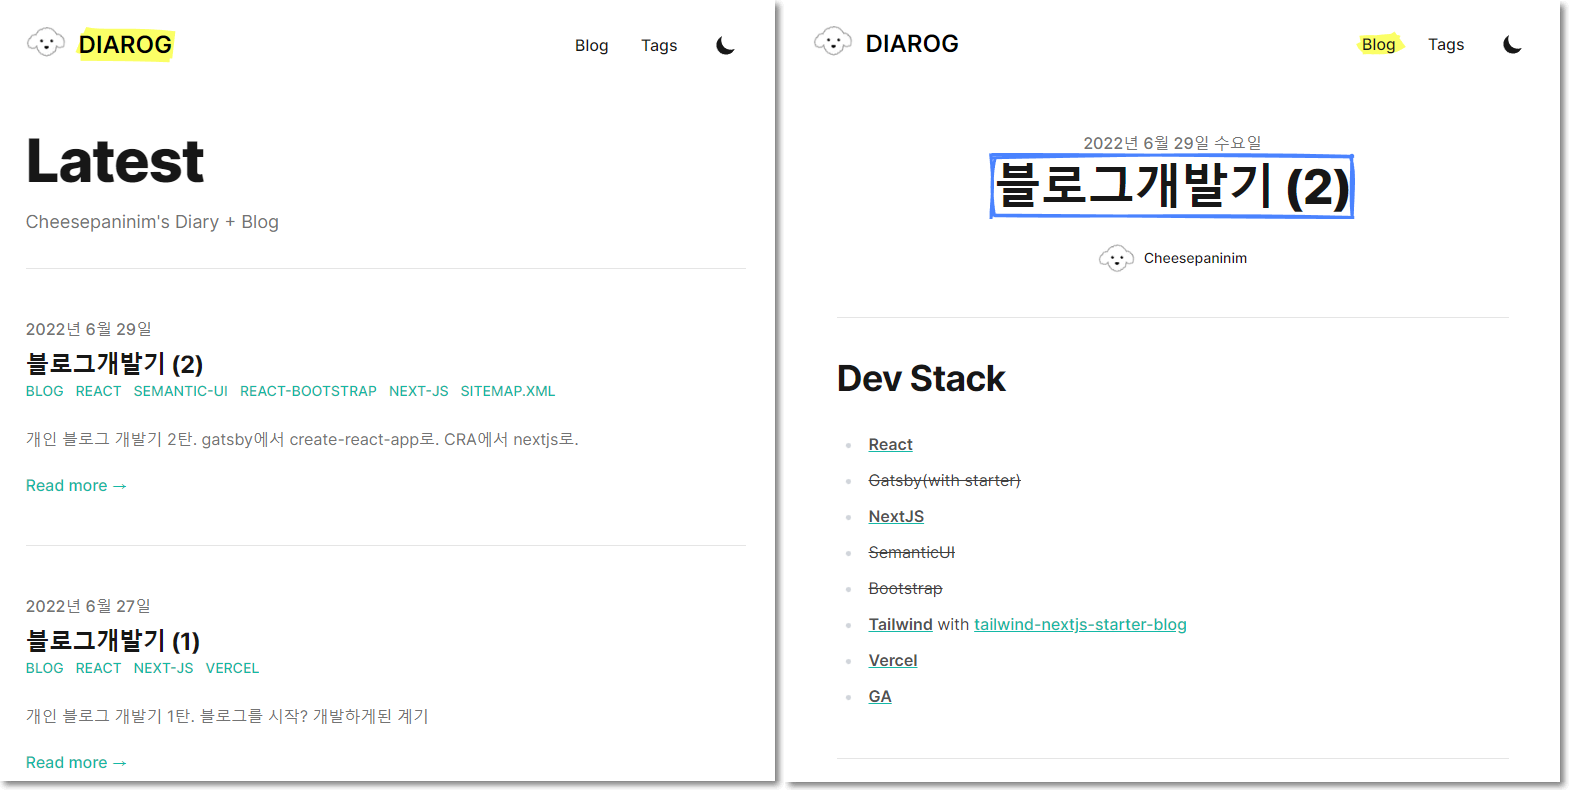 DIAROG
Blog Tags
Latest
Cheesepaninim's Diary + Blog
2022년 6월 29일
블로그개발기 (2)
BLOG REACT SEMANTIC-UI REACT-BOOTSTRAP NEXT-JS SITEMAP.XML
개인 블로그 개발기 2탄. gatsby에서 create-react-app로. CRA에서 nextjs로.
Read more →
2022년 6월 27일
블로그개발기 (1)
BLOG REACT NEXT-JS VERCEL
개인 블로그 개발기 1탄. 블로그를 시작? 개발하게된 계기
Read more →
DIAROG
Blog Tags
2022년 6월 29일 수요일
블로그개발기 (2)
Cheesepaninim
Dev Stack
React
Gatsby(with starter)
NextJS
SemanticUI
Bootstrap
Tailwind with tailwind-nextjs-starter-blog
Vercel
GA